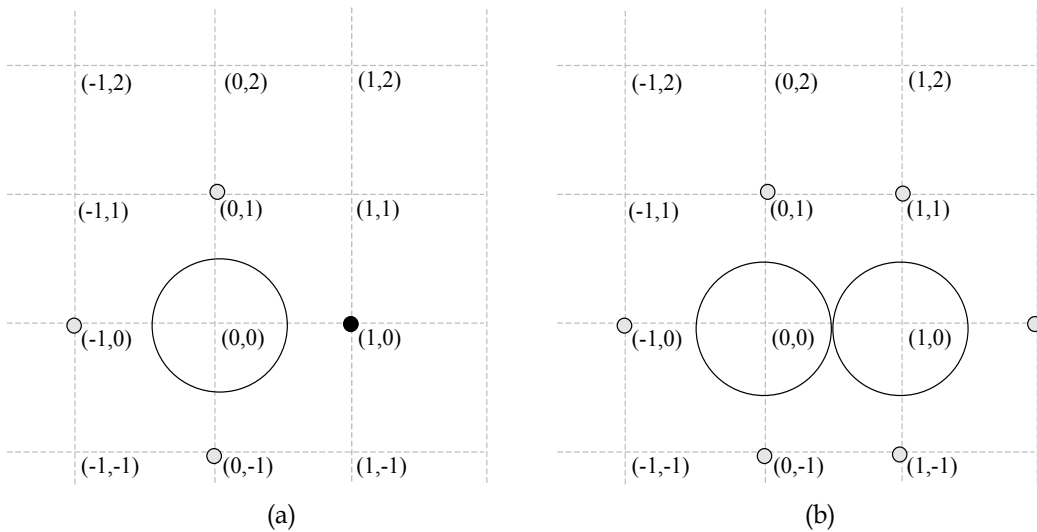 (-1,2) (0,2) (1,2) (-1,2) (0,2) (1,2)
(-1,1) (0,1) (1,1) (-1,1) (0,1) (1,1)
(-1,0) (0,0) (1,0) (-1,0) (0,0) (1,0)
(-1,-1) (0,-1) (1,-1) (-1,-1) (0,-1) (1,-1)
(a) (b)